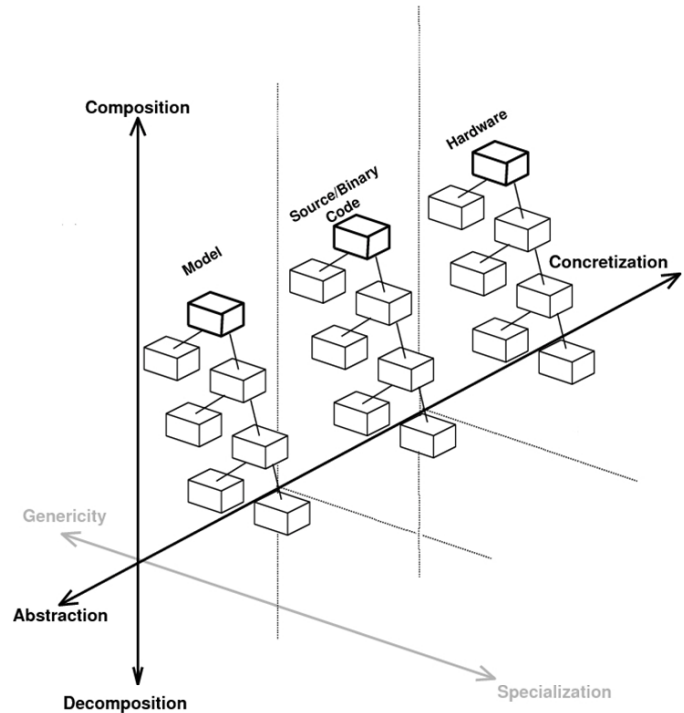 Composition
Hardware
Source/Binary
Code
Model
Concretization
Genericity
Abstraction
Decomposition
Specialization